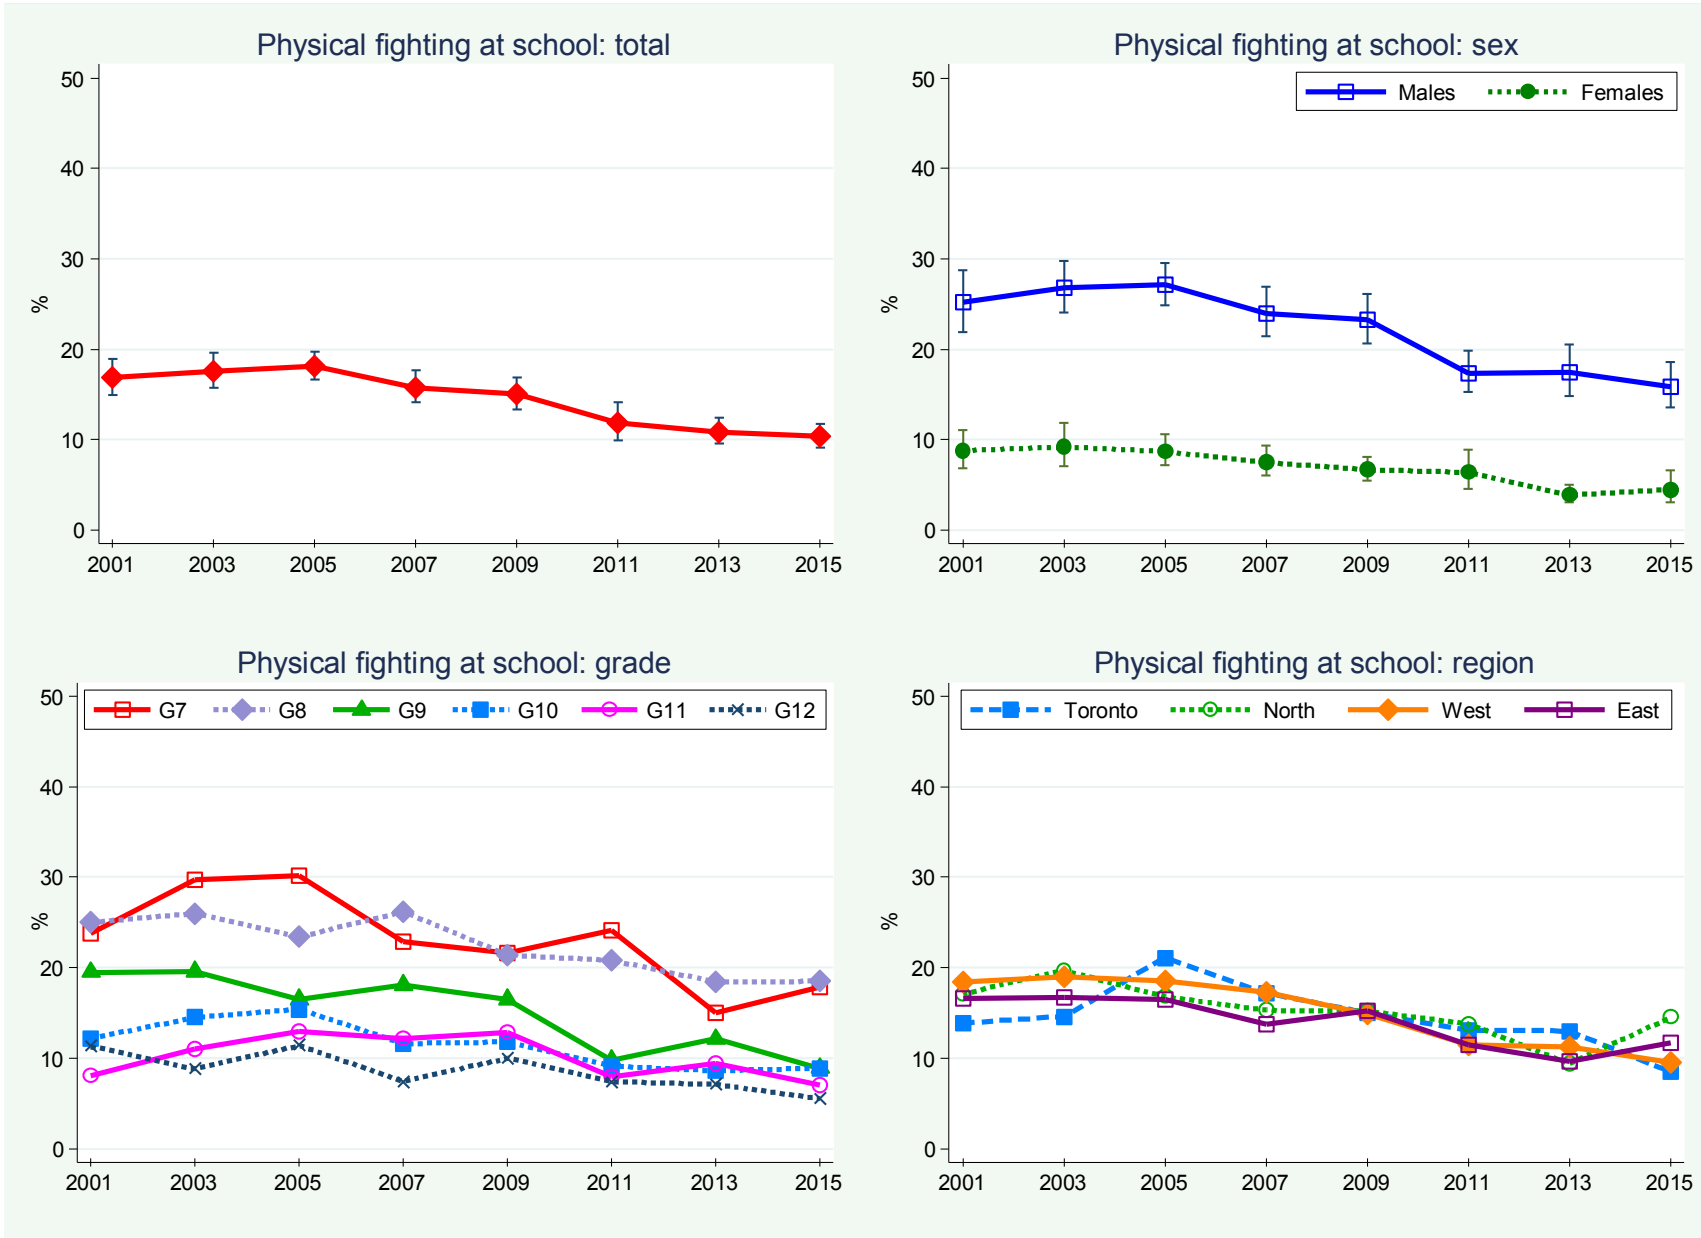 Physical fighting at school: total
50
40
30
20
10
0
%
2001 2003 2005 2007 2009 2011 2013 2015
Physical fighting at school: sex
Males Females
50
40
30
20
10
0
%
2001 2003 2005 2007 2009 2011 2013 2015
Physical fighting at school: grade
G7 G8 G9 G10 G11 G12
50
40
30
20
10
0
%
2001 2003 2005 2007 2009 2011 2013 2015
Physical fighting at school: region
Toronto North West East
50
40
30
20
10
0
%
2001 2003 2005 2007 2009 2011 2013 2015